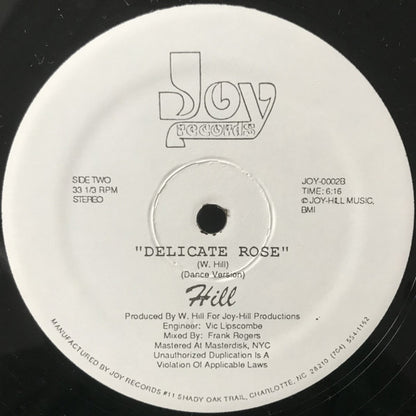 Joy
records
SIDE TWO
33 1/3 RPM
STEREO
JOY-0002B
TIME: 6:16
© JOY-HILL MUSIC,
BMI
"DELICATE ROSE"
(W. Hill)
(Dance Version)
Hill
Produced By W. Hill For Joy-Hill Productions
Engineer: Vic Lipscombe
Mixed By: Frank Rogers
Mastered At Masterdisk, NYC
Unauthorized Duplication Is A
Violation Of Applicable Laws
MANUFACTURED BY JOY RECORDS #11 SHADY OAK TRAIL, CHARLOTTE, NC 28210 (704) 554-1162